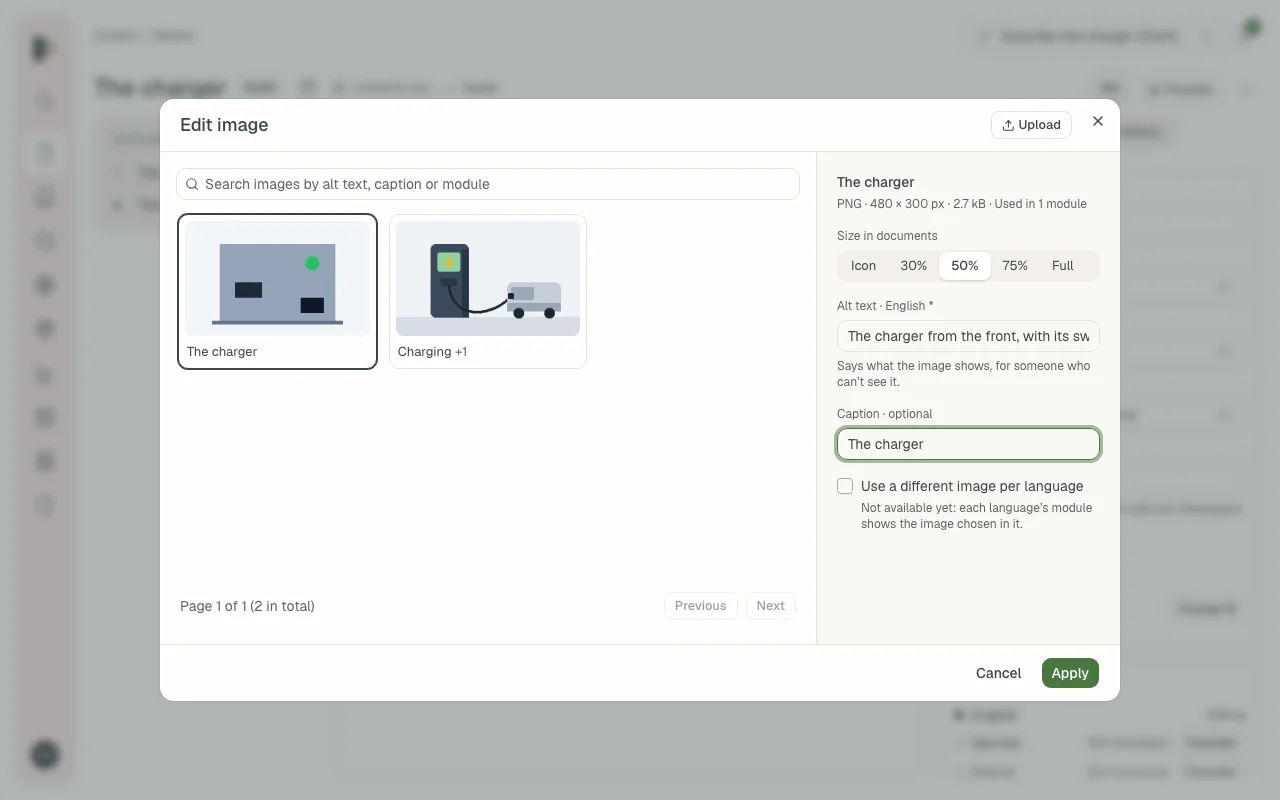 The charger
Edit image
Upload
Search images by alt text, caption or module
The charger
Charging +1
Page 1 of 1 (2 in total)
Previous
Next
The charger
PNG · 480 × 300 px · 2.7 kB · Used in 1 module
Size in documents
Icon 30% 50% 75% Full
Alt text · English *
The charger from the front, with its sw
Says what the image shows, for someone who
can't see it.
Caption · optional
The charger
Use a different image per language
Not available yet: each language's module
shows the image chosen in it.
Cancel
Apply